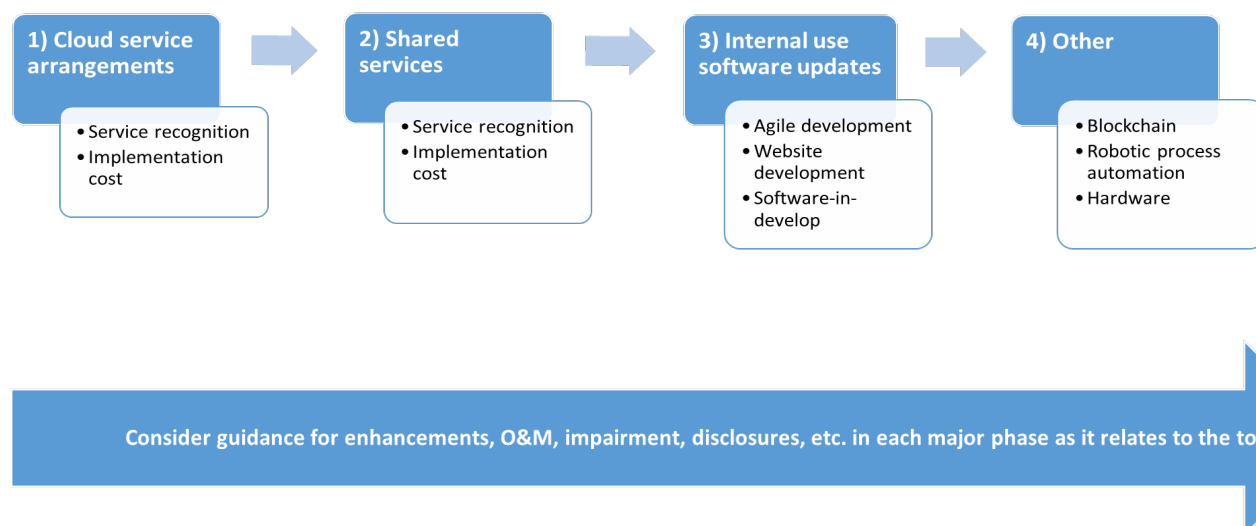 1) Cloud service
arrangements
• Service recognition
• Implementation
cost
2) Shared
services
• Service recognition
• Implementation
cost
3) Internal use
software updates
• Agile development
• Website
development
• Software-in-
develop
4) Other
• Blockchain
• Robotic process
automation
• Hardware
Consider guidance for enhancements, O&M, impairment, disclosures, etc. in each major phase as it relates to the